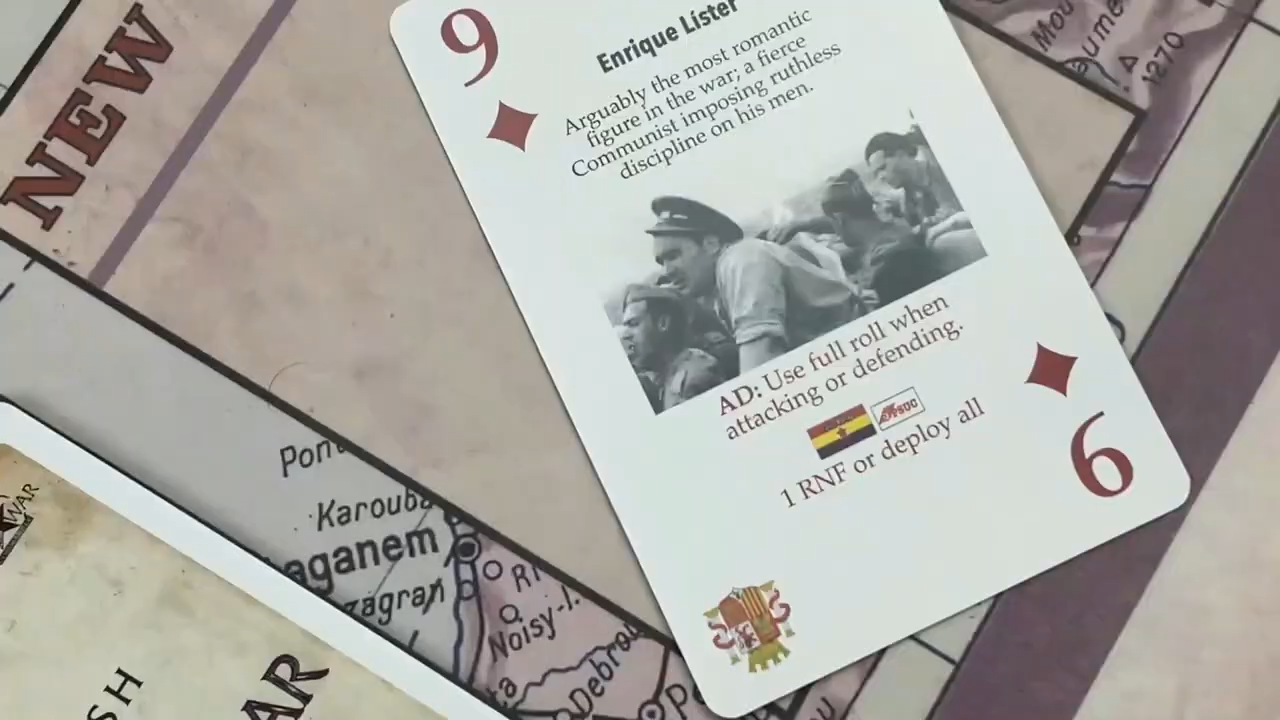 NEW
9
Enrique Líster
Arguably the most romantic
figure in the war; a fierce
Communist imposing ruthless
discipline on his men.
AD: Use full roll when
attacking or defending.
1 RNF or deploy all
9
1270
Karouba
aganem
zagran
Noisy-
Debrou
WAR
SH
AR